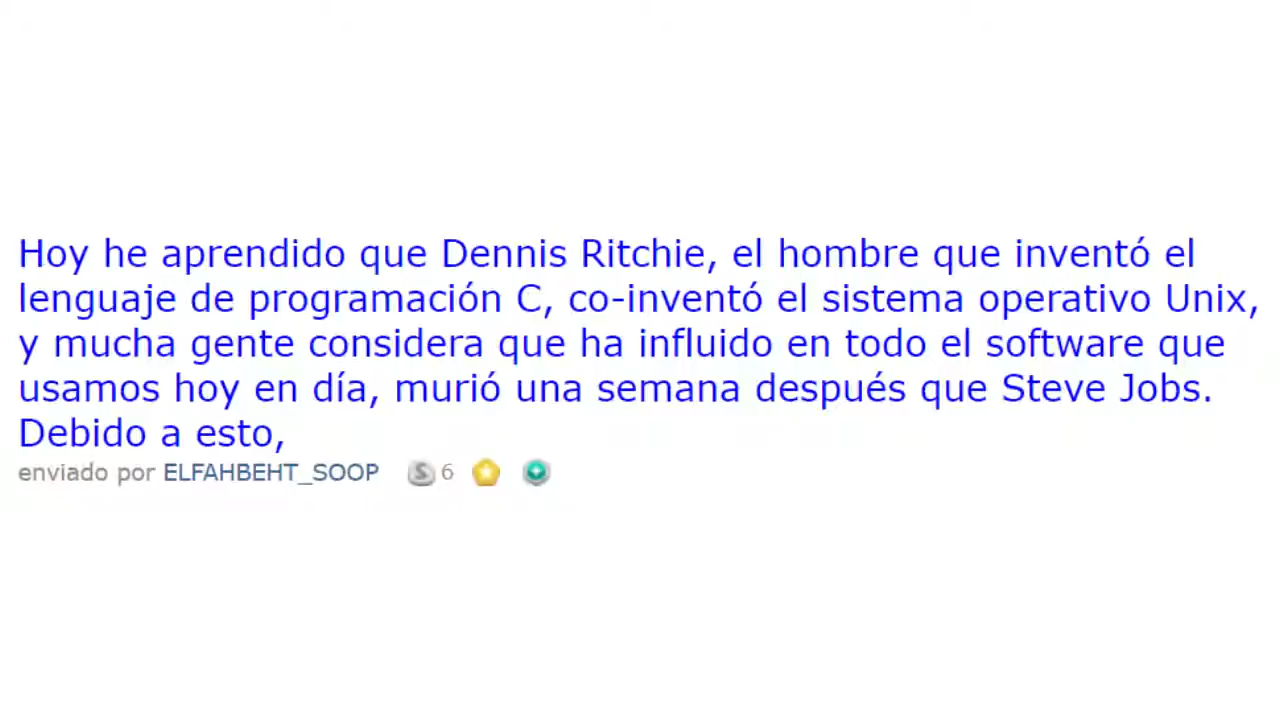 Hoy he aprendido que Dennis Ritchie, el hombre que inventó el
lenguaje de programación C, co-inventó el sistema operativo Unix,
y mucha gente considera que ha influido en todo el software que
usamos hoy en día, murió una semana después que Steve Jobs.
Debido a esto,
enviado por ELFAHBEHT_SOOP S 6